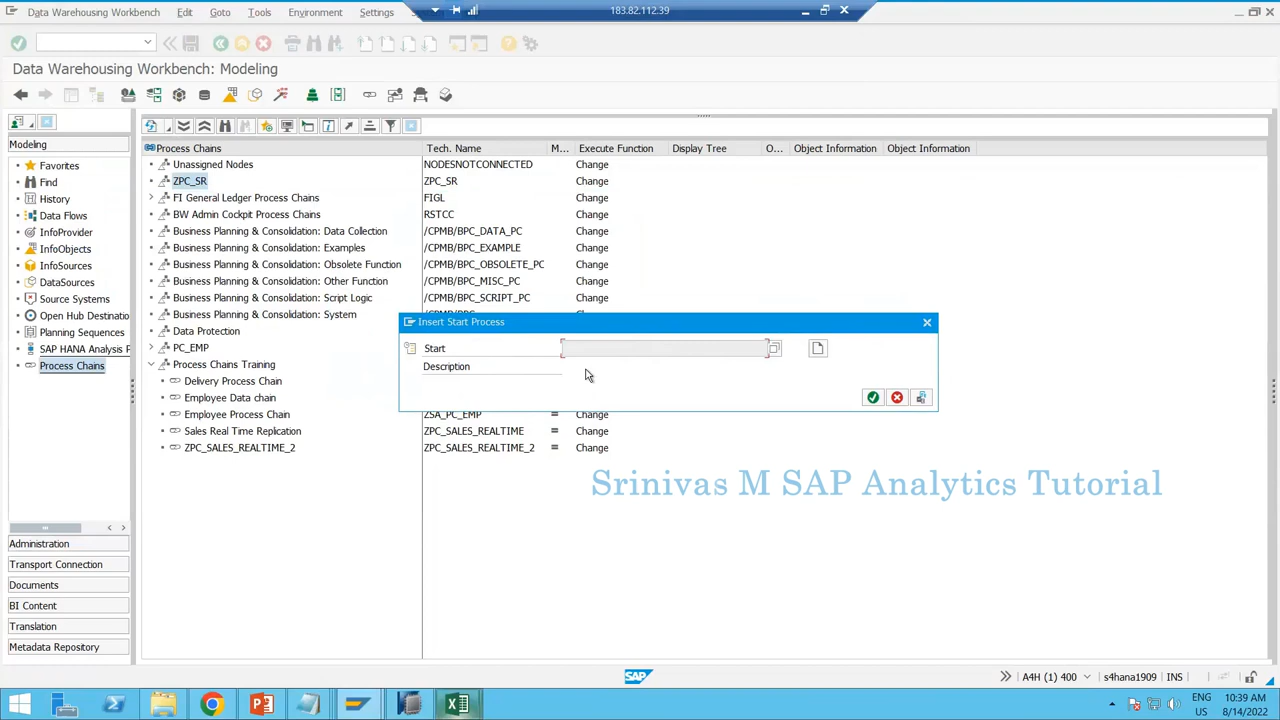 Data Warehousing Workbench
Edit
Goto
Tools
Environment
Settings
183.82.112.39
Data Warehousing Workbench: Modeling
Modeling
Favorites
Find
History
Data Flows
InfoProvider
InfoObjects
InfoSources
DataSources
Source Systems
Open Hub Destinatio
Planning Sequences
SAP HANA Analysis P
Process Chains
Administration
Transport Connection
Documents
BI Content
Translation
Metadata Repository
Process Chains Tech. Name M... Execute Function Display Tree O... Object Information Object Information
Unassigned Nodes NODESNOTCONNECTED Change
ZPC_SR ZPC_SR Change
FI General Ledger Process Chains FIGL Change
BW Admin Cockpit Process Chains RSTCC Change
Business Planning & Consolidation: Data Collection /CPMB/BPC_DATA_PC Change
Business Planning & Consolidation: Examples /CPMB/BPC_EXAMPLE Change
Business Planning & Consolidation: Obsolete Function /CPMB/BPC_OBSOLETE_PC Change
Business Planning & Consolidation: Other Function /CPMB/BPC_MISC_PC Change
Business Planning & Consolidation: Script Logic /CPMB/BPC_SCRIPT_PC Change
Business Planning & Consolidation: System
Data Protection
PC_EMP
Process Chains Training
Delivery Process Chain
Employee Data chain
Employee Process Chain ZSA_PC_EMP = Change
Sales Real Time Replication ZPC_SALES_REALTIME = Change
ZPC_SALES_REALTIME_2 ZPC_SALES_REALTIME_2 = Change
Insert Start Process
Start
Description
Srinivas M SAP Analytics Tutorial
SAP
A4H (1) 400
s4hana1909
INS
ENG
US
10:39 AM
8/14/2022